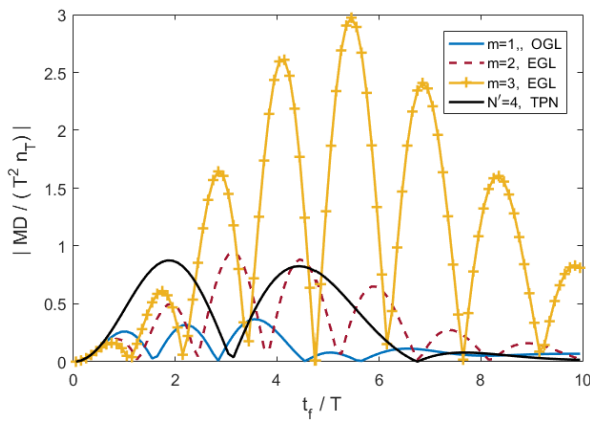 3
2.5
2
1.5
1
0.5
0
0
2
4
6
8
10
| MD / ( T² n_T) |
t_f / T
m=1,, OGL
m=2, EGL
m=3, EGL
N'=4, TPN